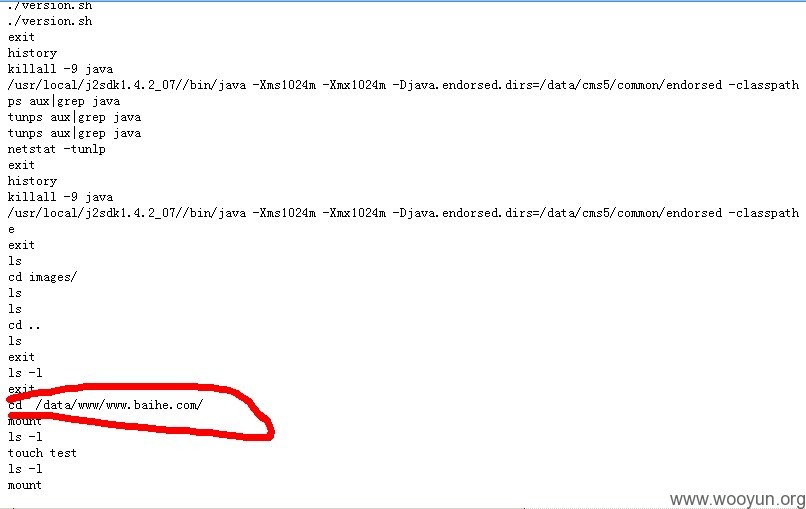 ./version.sh
./version.sh
exit
history
killall -9 java
/usr/local/j2sdk1.4.2_07//bin/java -Xms1024m -Xmx1024m -Djava.endorsed.dirs=/data/cms5/common/endorsed -classpath
ps aux|grep java
tunps aux|grep java
tunps aux|grep java
netstat -tunlp
exit
history
killall -9 java
/usr/local/j2sdk1.4.2_07//bin/java -Xms1024m -Xmx1024m -Djava.endorsed.dirs=/data/cms5/common/endorsed -classpath
e
exit
ls
cd images/
ls
ls
cd ..
ls
exit
ls -l
exit
cd  /data/www/www.baihe.com/
mount
ls -l
touch test
ls -l
mount
www.wooyun.org